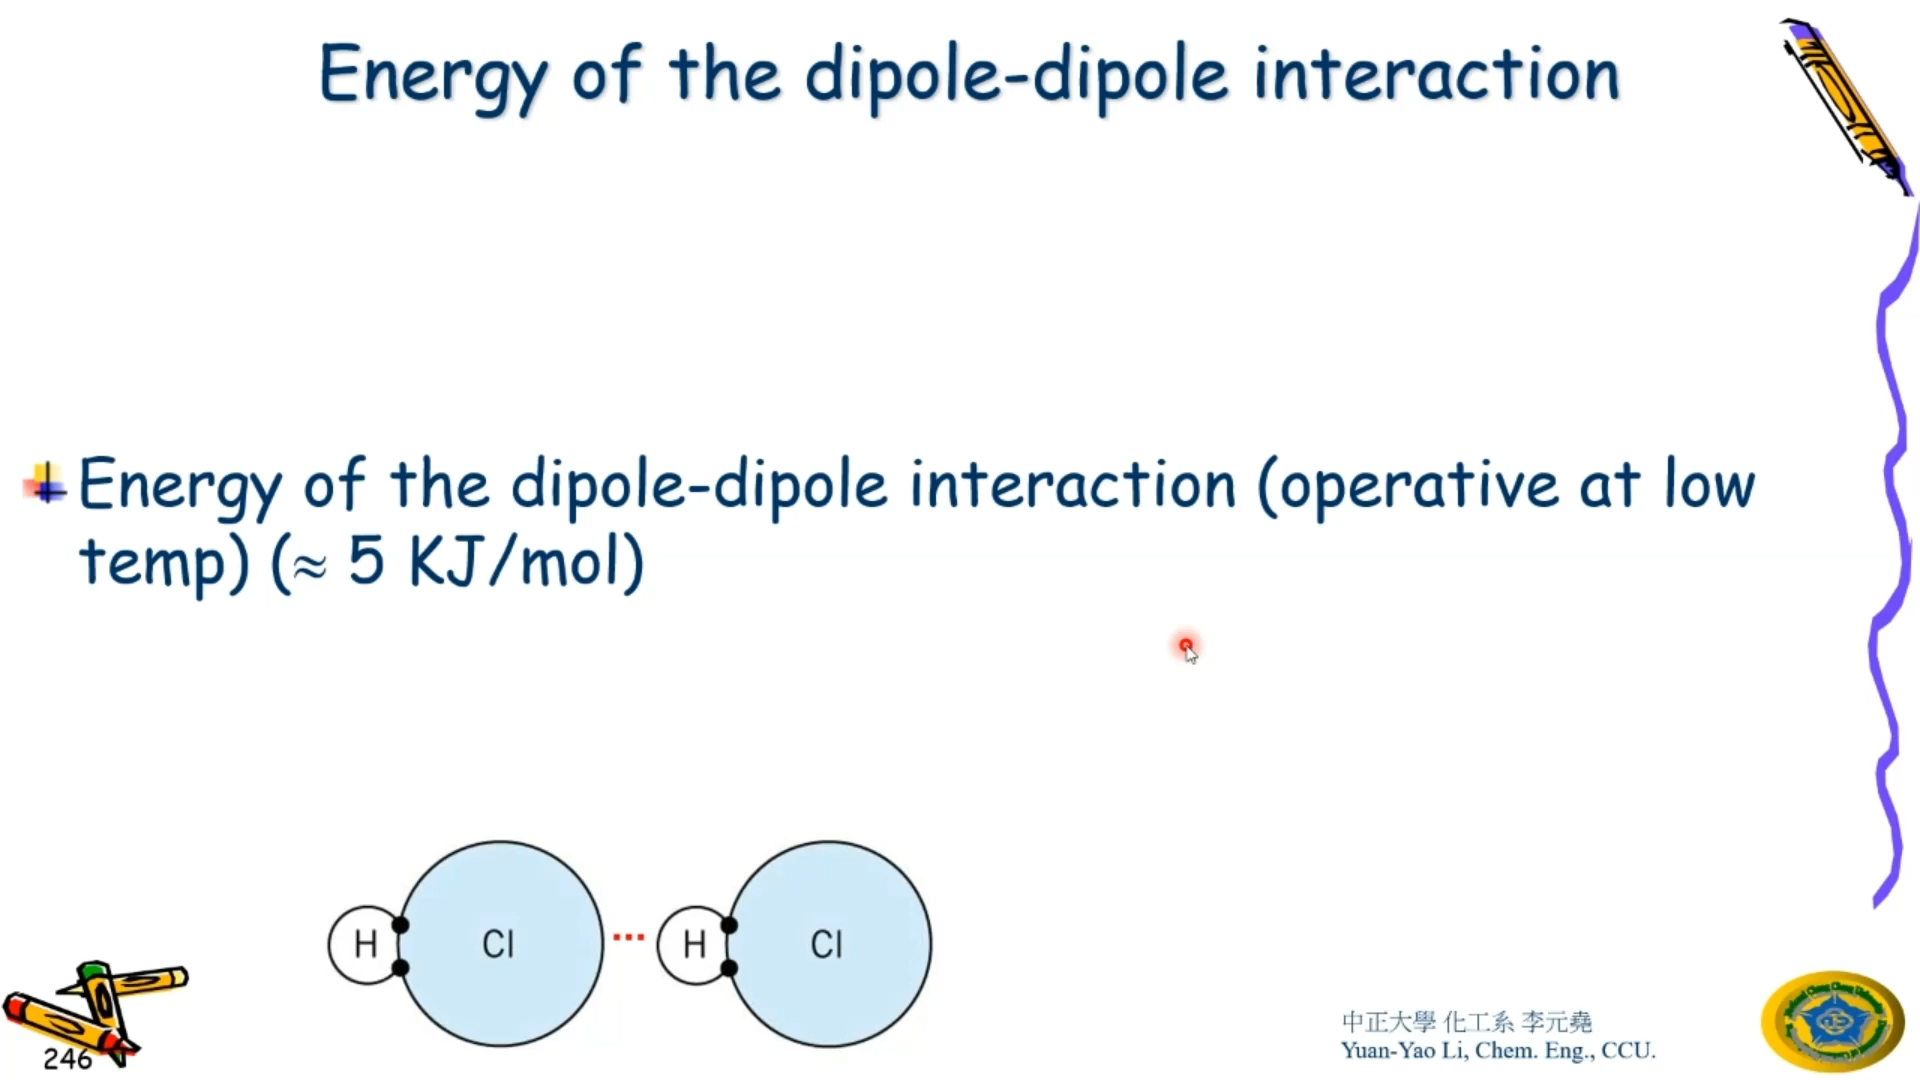 Energy of the dipole-dipole interaction
Energy of the dipole-dipole interaction (operative at low
temp) (≈ 5 KJ/mol)
H Cl ... H Cl
中正大學 化工系 李元堯
Yuan-Yao Li, Chem. Eng., CCU.
246